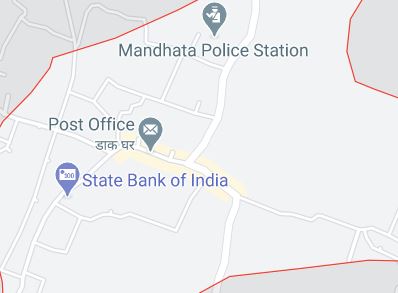 Mandhata Police Station
Post Office
डाक घर
State Bank of India